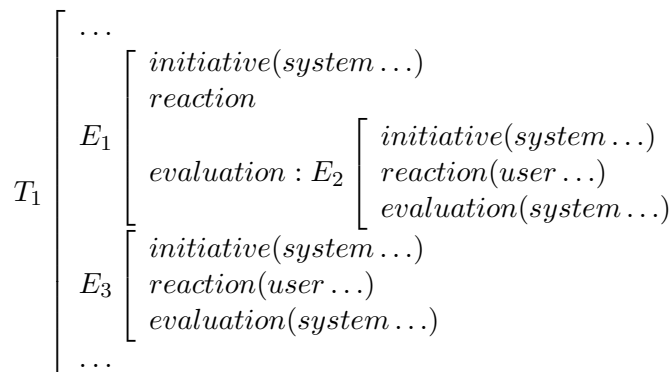 ...
initiative(system ...)
reaction
E1
evaluation : E2
initiative(system ...)
reaction(user ...)
evaluation(system ...)
T1
initiative(system ...)
E3
reaction(user ...)
evaluation(system ...)
...